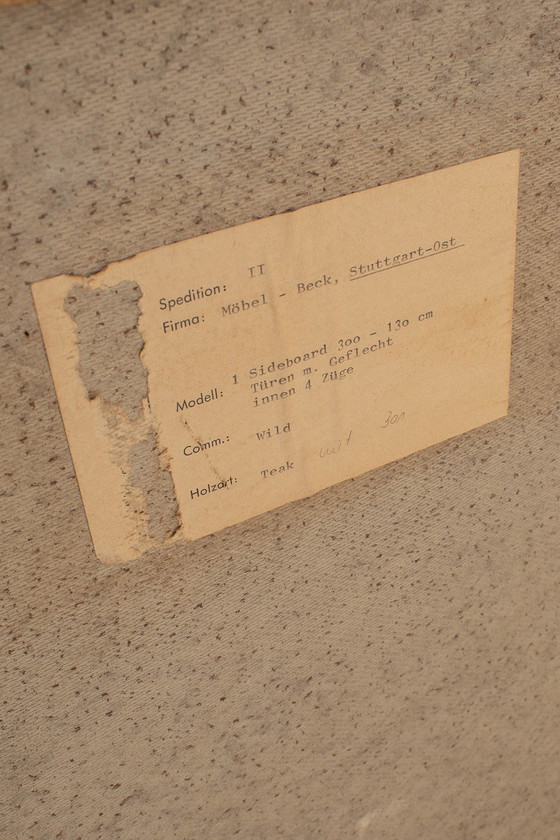 Spedition: II
Firma: Möbel - Beck, Stuttgart-Ost
Modell: 1 Sideboard 3oo - 13o cm
Türen m. Geflecht
innen 4 Züge
Comm.: Wild
Holzart: Teak